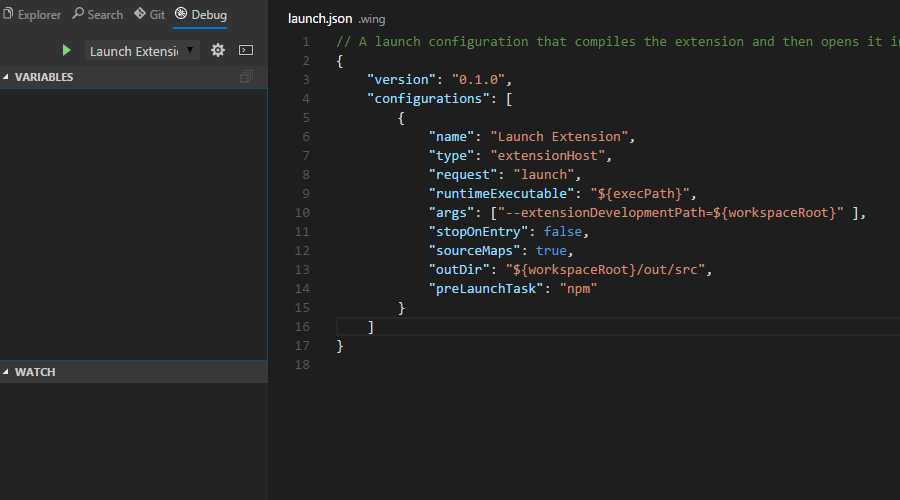 Explorer Search Git Debug
Launch Extensi
VARIABLES
WATCH
launch.json .wing
1 // A launch configuration that compiles the extension and then opens it i
2 {
3 "version": "0.1.0",
4 "configurations": [
5 {
6 "name": "Launch Extension",
7 "type": "extensionHost",
8 "request": "launch",
9 "runtimeExecutable": "${execPath}",
10 "args": ["--extensionDevelopmentPath=${workspaceRoot}" ],
11 "stopOnEntry": false,
12 "sourceMaps": true,
13 "outDir": "${workspaceRoot}/out/src",
14 "preLaunchTask": "npm"
15 }
16 ]
17 }
18